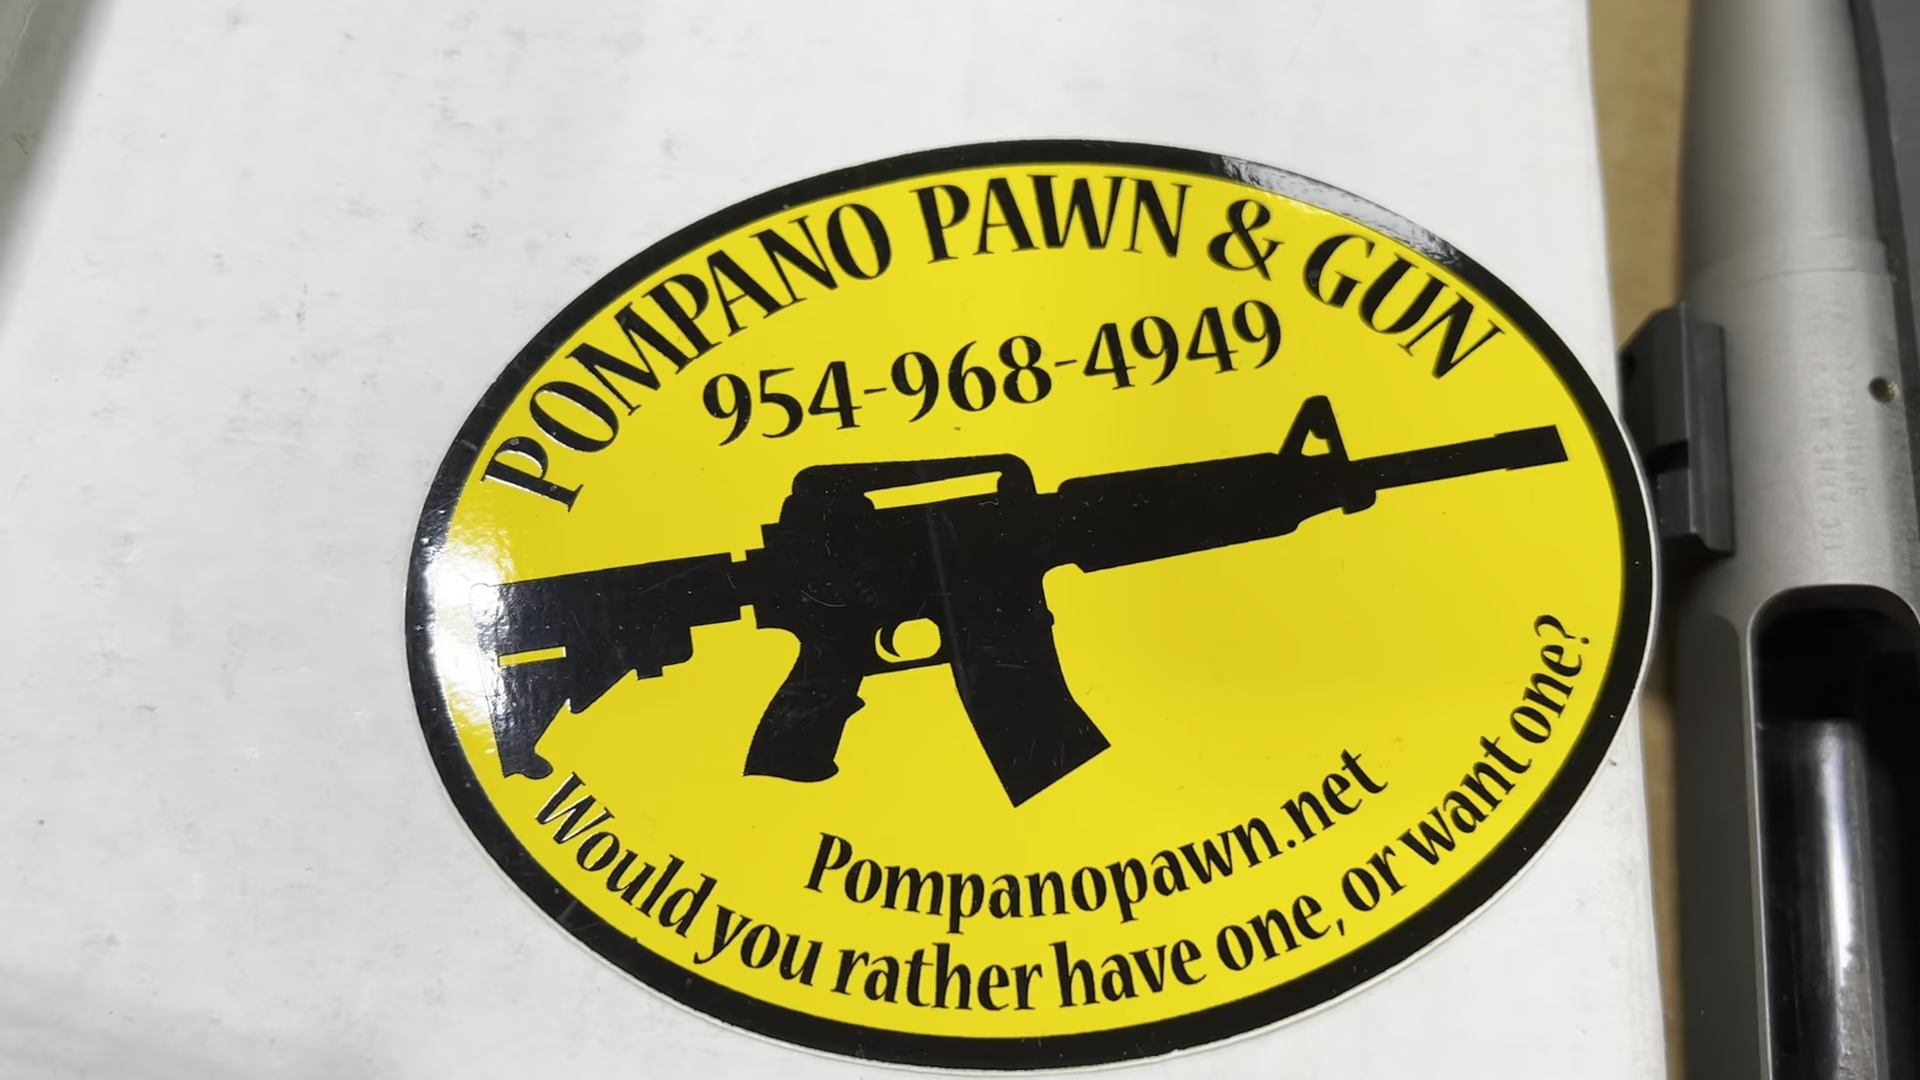 POMPANO PAWN & GUN
954-968-4949
Pompanopawn.net
Would you rather have one, or want one?